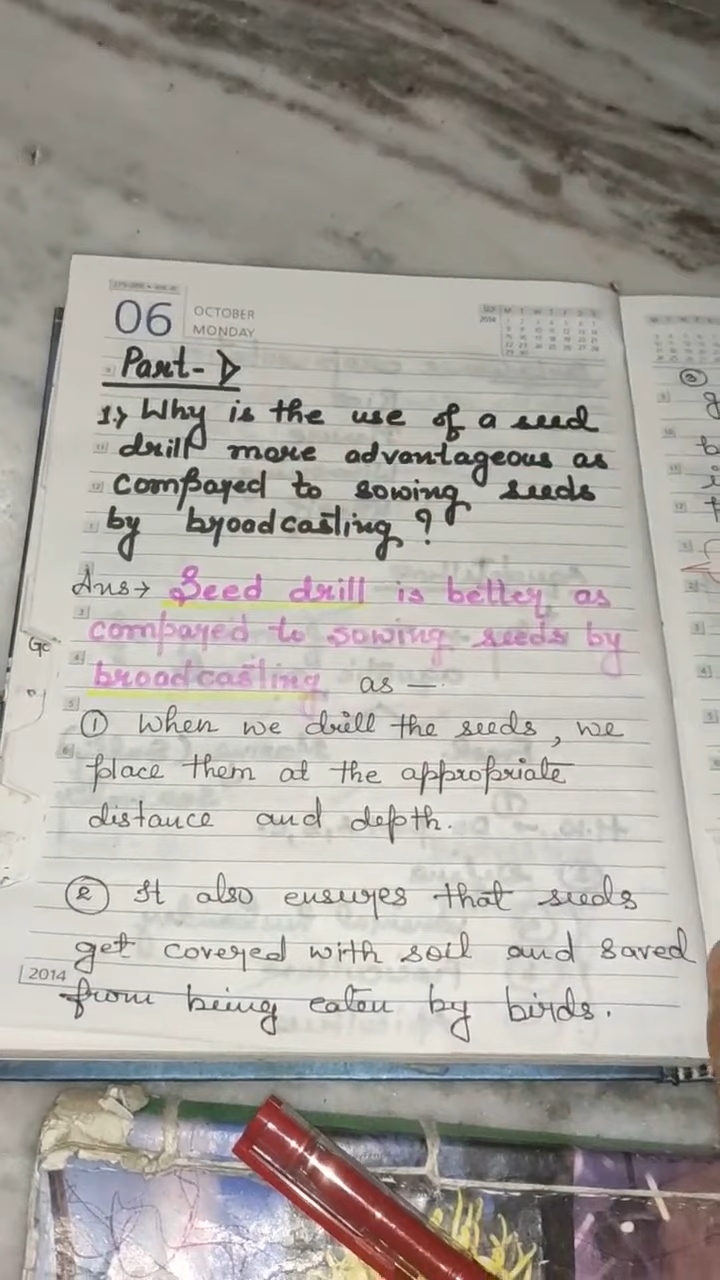 06
OCTOBER
MONDAY
Part-D
1.> Why is the use of a seed
drill more advantageous as
compared to sowing seeds
by broodcasting ?
Ans→ Seed drill is better as
compared to sowing seeds by
broadcasting as —
① When we drill the seeds, we
place them at the appropriate
distance and depth.
② It also ensures that seeds
get covered with soil and saved
2014
from being eaten by birds.
③